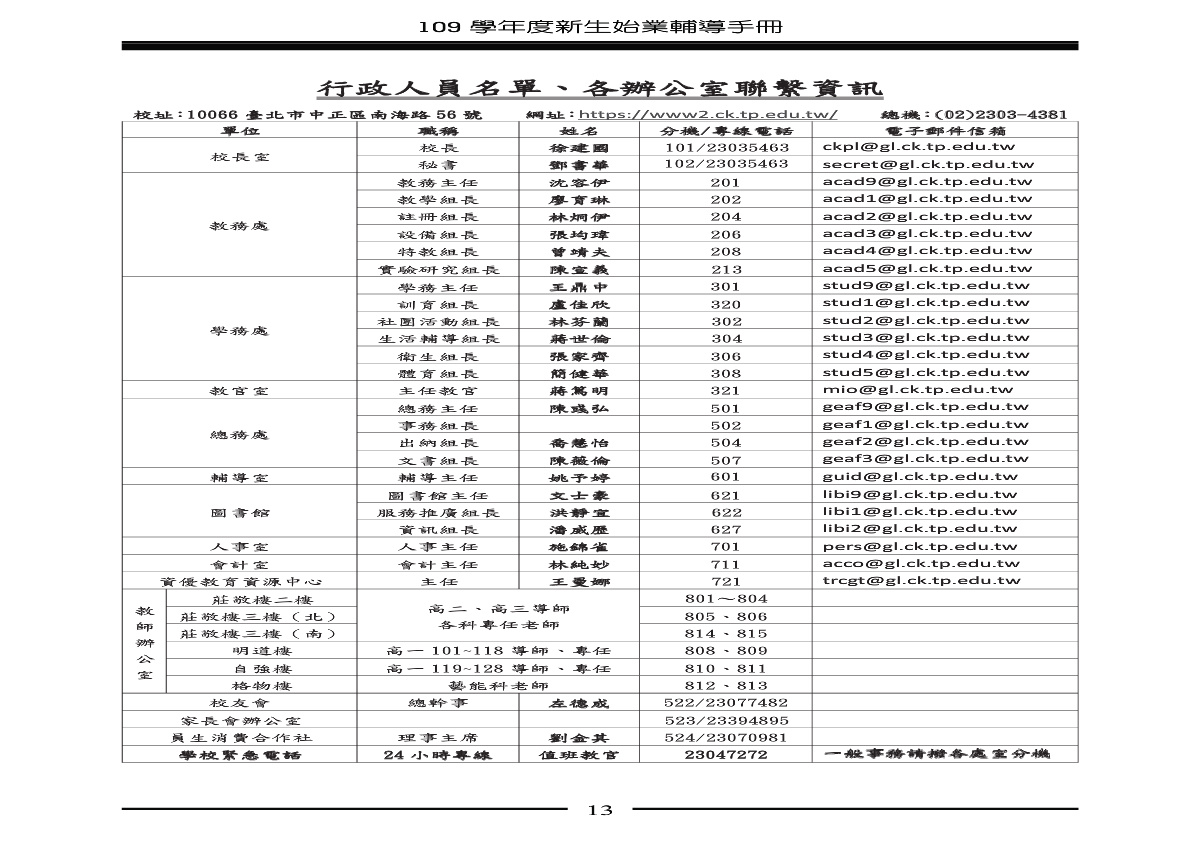 109 學年度新生始業輔導手冊
行政人員名單、各辦公室聯繫資訊
校址:10066 臺北市中正區南海路 56 號 網址:https://www2.ck.tp.edu.tw/ 總機:(02)2303-4381
單位 職稱 姓名 分機/專線電話 電子郵件信箱
校長室 校長 徐建國 101/23035463 ckpl@gl.ck.tp.edu.tw
秘書 鄧書華 102/23035463 secret@gl.ck.tp.edu.tw
教務處 教務主任 沈容伊 201 acad9@gl.ck.tp.edu.tw
教學組長 廖育琳 202 acad1@gl.ck.tp.edu.tw
註冊組長 林炯伊 204 acad2@gl.ck.tp.edu.tw
設備組長 張均瑋 206 acad3@gl.ck.tp.edu.tw
特教組長 曾靖夫 208 acad4@gl.ck.tp.edu.tw
實驗研究組長 陳宣義 213 acad5@gl.ck.tp.edu.tw
學務處 學務主任 王鼎中 301 stud9@gl.ck.tp.edu.tw
訓育組長 盧佳欣 320 stud1@gl.ck.tp.edu.tw
社團活動組長 林芬蘭 302 stud2@gl.ck.tp.edu.tw
生活輔導組長 蔣世倫 304 stud3@gl.ck.tp.edu.tw
衛生組長 張家齊 306 stud4@gl.ck.tp.edu.tw
體育組長 簡健華 308 stud5@gl.ck.tp.edu.tw
教官室 主任教官 蔣篤明 321 mio@gl.ck.tp.edu.tw
總務處 總務主任 陳彧弘 501 geaf9@gl.ck.tp.edu.tw
事務組長 502 geaf1@gl.ck.tp.edu.tw
出納組長 喬慧怡 504 geaf2@gl.ck.tp.edu.tw
文書組長 陳薇倫 507 geaf3@gl.ck.tp.edu.tw
輔導室 輔導主任 姚予婷 601 guid@gl.ck.tp.edu.tw
圖書館 圖書館主任 文士豪 621 libi9@gl.ck.tp.edu.tw
服務推廣組長 洪靜宜 622 libi1@gl.ck.tp.edu.tw
資訊組長 潘威歷 627 libi2@gl.ck.tp.edu.tw
人事室 人事主任 施錦雀 701 pers@gl.ck.tp.edu.tw
會計室 會計主任 林純妙 711 acco@gl.ck.tp.edu.tw
資優教育資源中心 主任 王曼娜 721 trcgt@gl.ck.tp.edu.tw
教師辦公室 莊敬樓二樓 高二、高三導師 各科專任老師 801～804
莊敬樓三樓（北） 805、806
莊敬樓三樓（南） 814、815
明道樓 高一 101~118 導師、專任 808、809
自強樓 高一 119~128 導師、專任 810、811
格物樓 藝能科老師 812、813
校友會 總幹事 左德成 522/23077482
家長會辦公室 523/23394895
員生消費合作社 理事主席 劉金其 524/23070981
學校緊急電話 24 小時專線 值班教官 23047272 一般事務請撥各處室分機
13